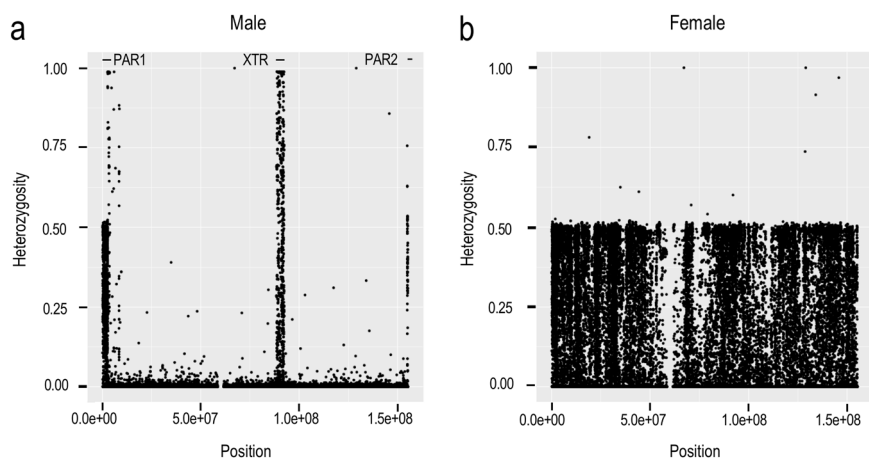 a
Male
PAR1
XTR
PAR2
1.00
0.75
0.50
0.25
0.00
Heterozygosity
0.0e+00
5.0e+07
1.0e+08
1.5e+08
Position
b
Female
1.00
0.75
0.50
0.25
0.00
Heterozygosity
0.0e+00
5.0e+07
1.0e+08
1.5e+08
Position